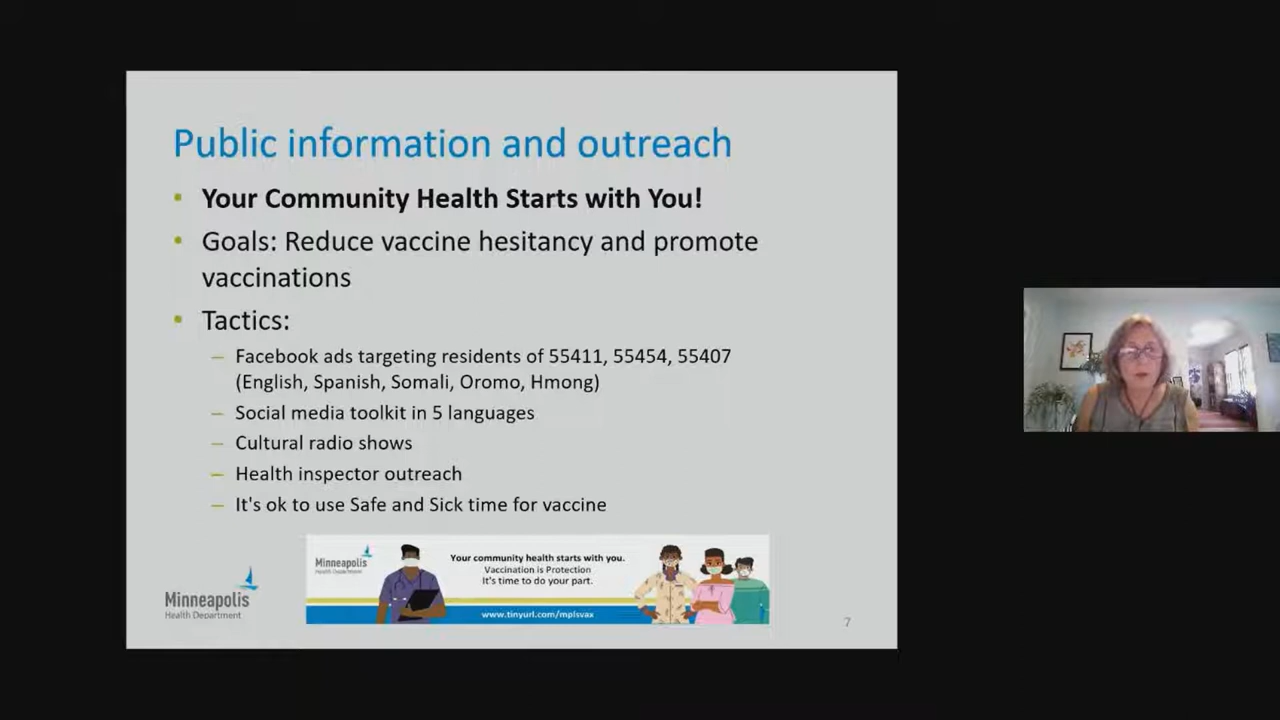 Public information and outreach
• Your Community Health Starts with You!
• Goals: Reduce vaccine hesitancy and promote
vaccinations
• Tactics:
– Facebook ads targeting residents of 55411, 55454, 55407
(English, Spanish, Somali, Oromo, Hmong)
– Social media toolkit in 5 languages
– Cultural radio shows
– Health inspector outreach
– It's ok to use Safe and Sick time for vaccine
Minneapolis
Health Department
Your community health starts with you.
Vaccination is Protection
It's time to do your part.
www.tinyurl.com/mplsvax
Minneapolis
Health Department
7